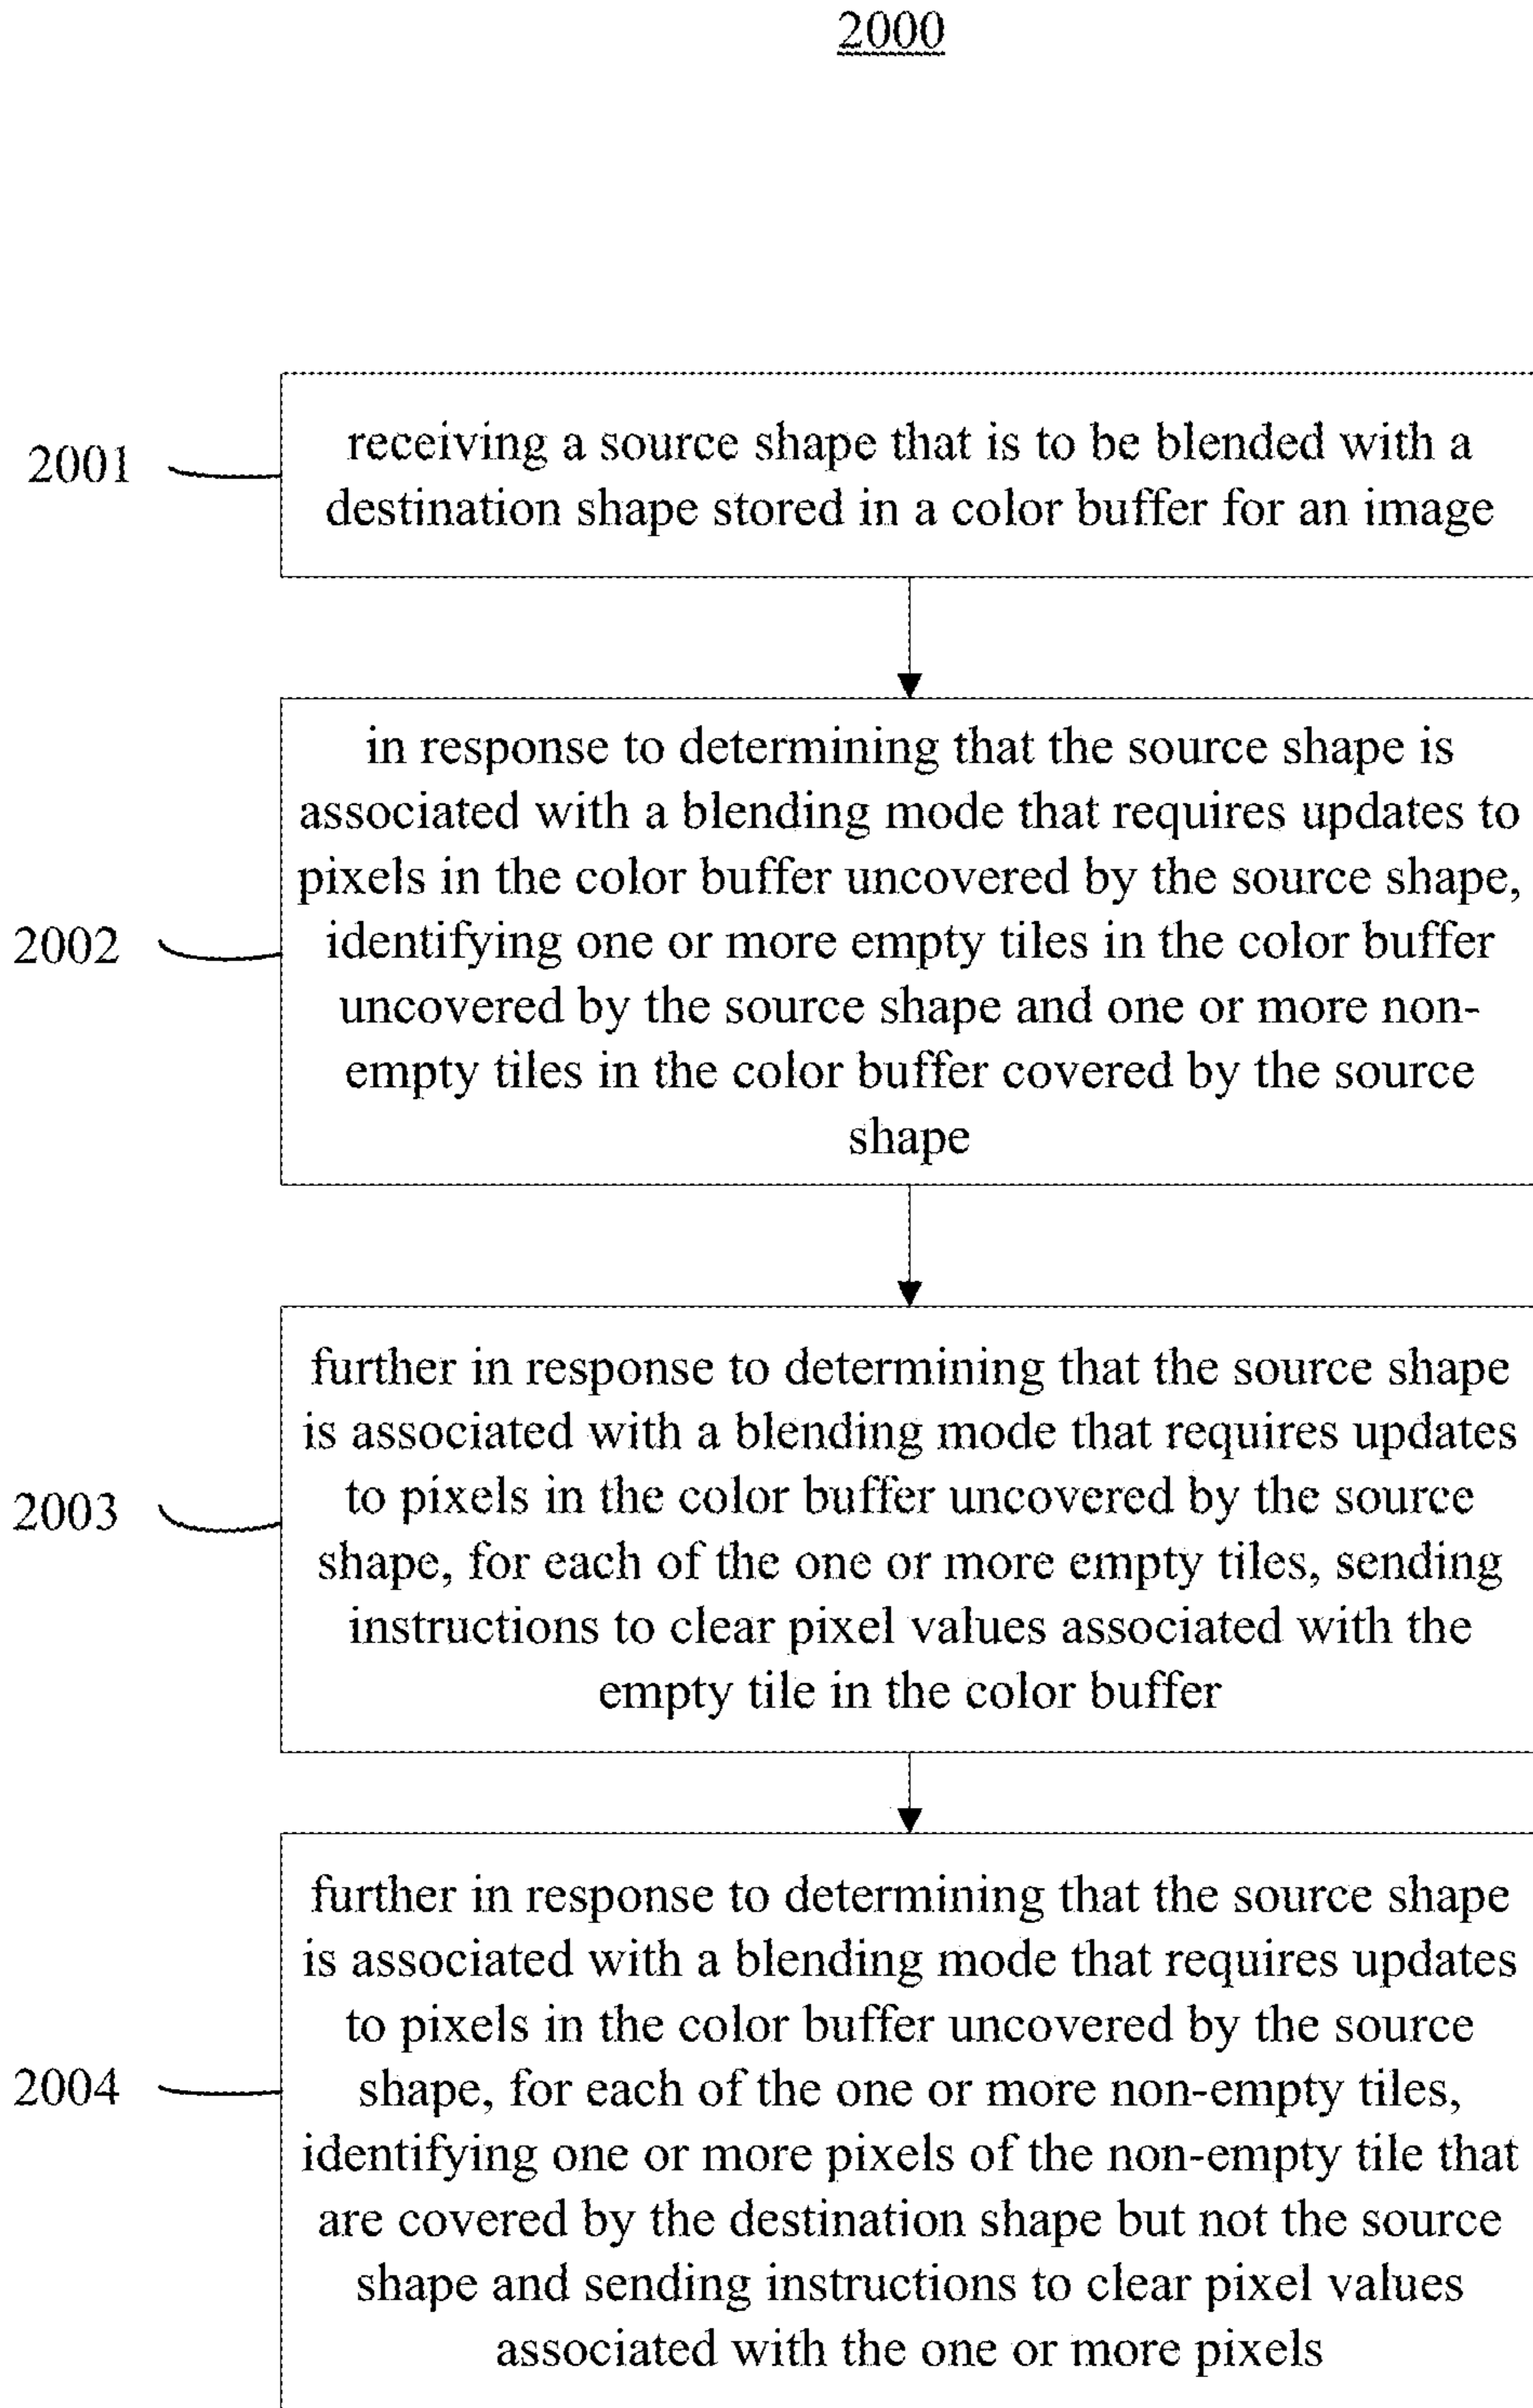 2000
2001
receiving a source shape that is to be blended with a
destination shape stored in a color buffer for an image
2002
in response to determining that the source shape is
associated with a blending mode that requires updates to
pixels in the color buffer uncovered by the source shape,
identifying one or more empty tiles in the color buffer
uncovered by the source shape and one or more non-
empty tiles in the color buffer covered by the source
shape
2003
further in response to determining that the source shape
is associated with a blending mode that requires updates
to pixels in the color buffer uncovered by the source
shape, for each of the one or more empty tiles, sending
instructions to clear pixel values associated with the
empty tile in the color buffer
2004
further in response to determining that the source shape
is associated with a blending mode that requires updates
to pixels in the color buffer uncovered by the source
shape, for each of the one or more non-empty tiles,
identifying one or more pixels of the non-empty tile that
are covered by the destination shape but not the source
shape and sending instructions to clear pixel values
associated with the one or more pixels